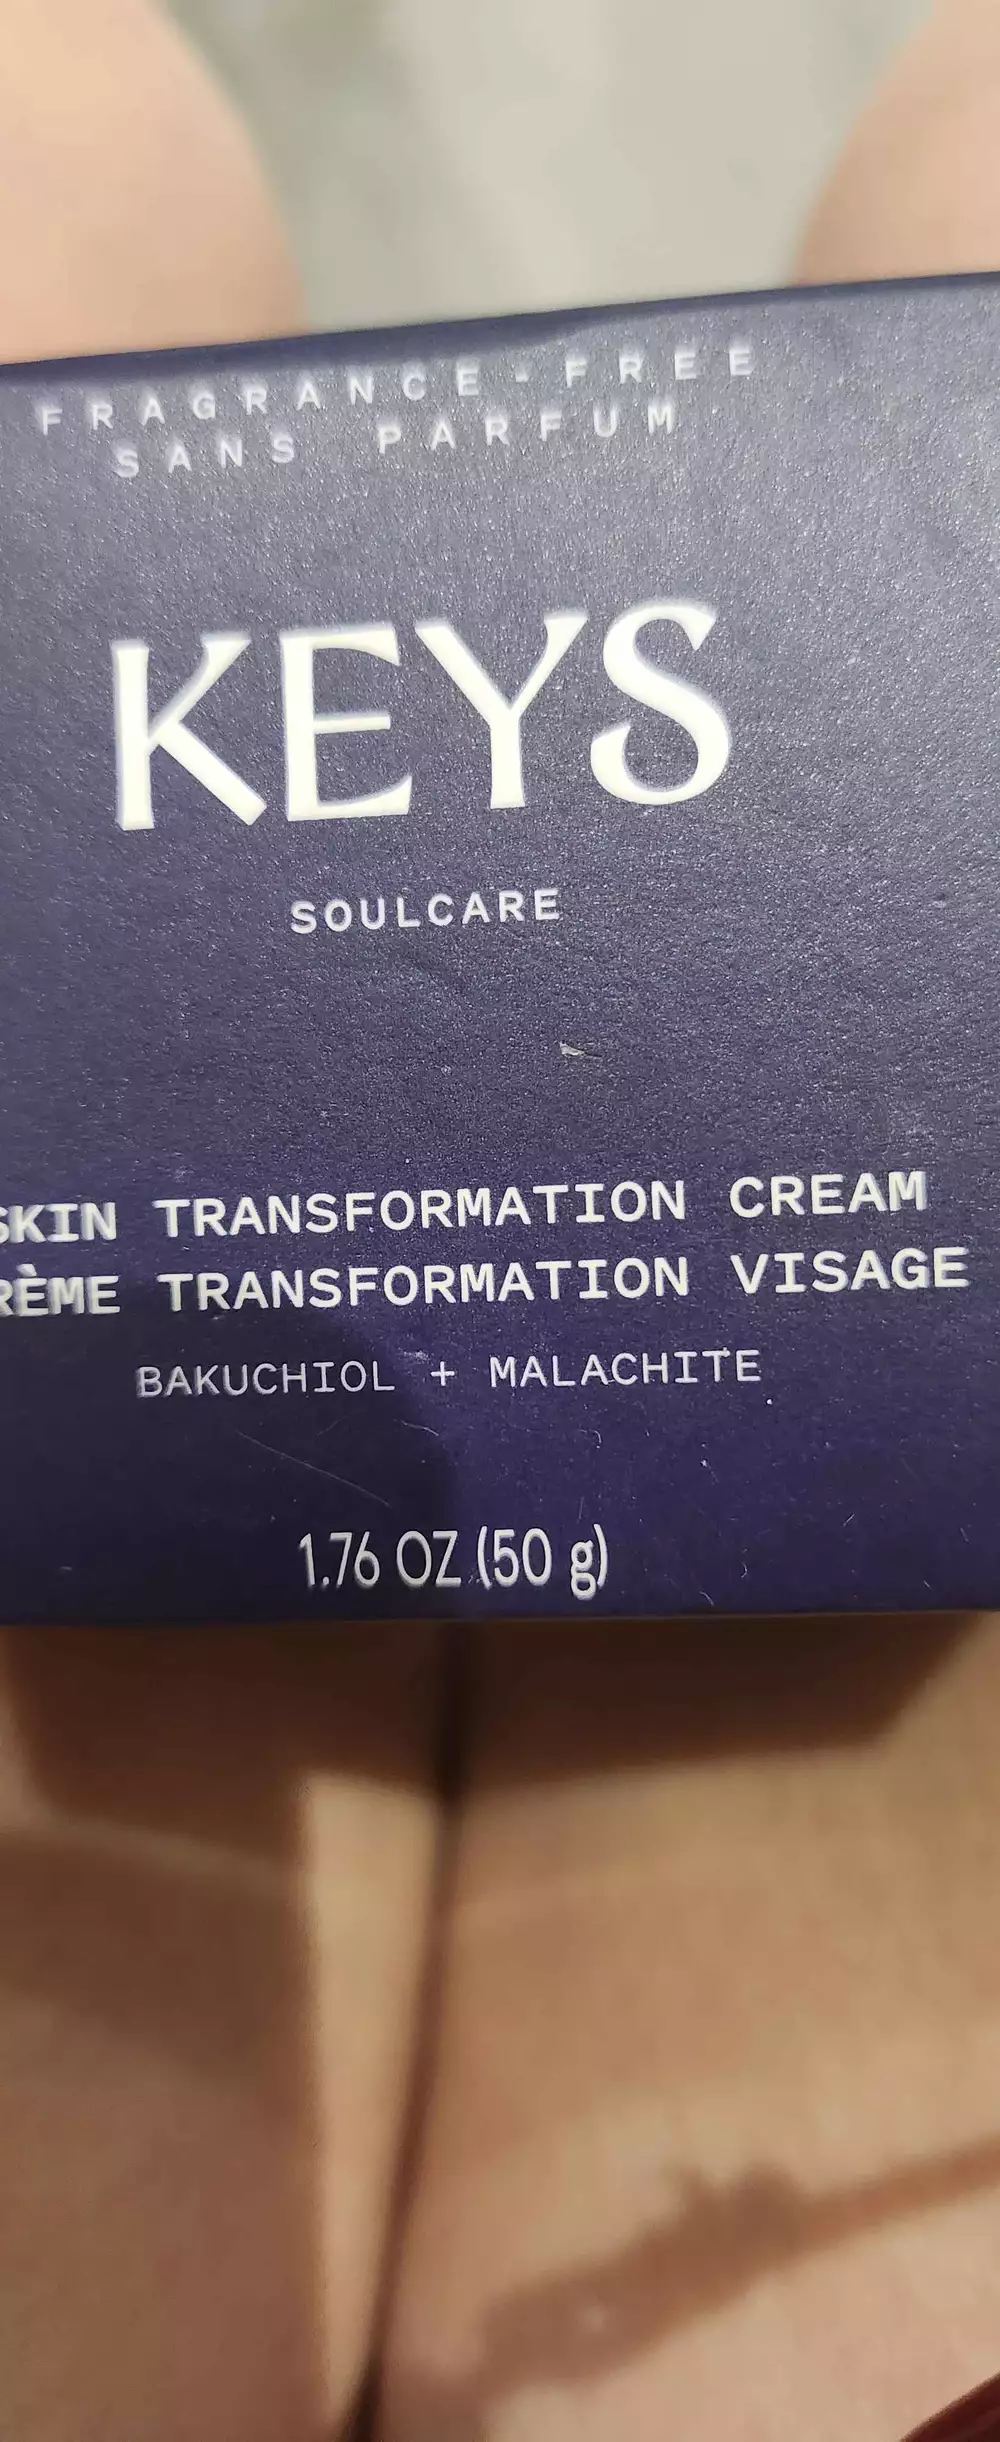 FRAGRANCE-FREE
SANS PARFUM
KEYS
SOULCARE
SKIN TRANSFORMATION CREAM
RÈME TRANSFORMATION VISAGE
BAKUCHIOL + MALACHITE
1.76 OZ (50 g)